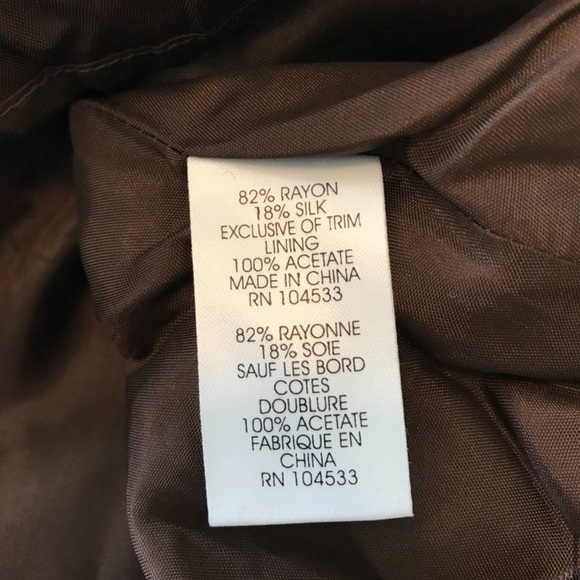 82% RAYON
18% SILK
EXCLUSIVE OF TRIM
LINING
100% ACETATE
MADE IN CHINA
RN 104533
82% RAYONNE
18% SOIE
SAUF LES BORD
COTES
DOUBLURE
100% ACETATE
FABRIQUE EN
CHINA
RN 104533